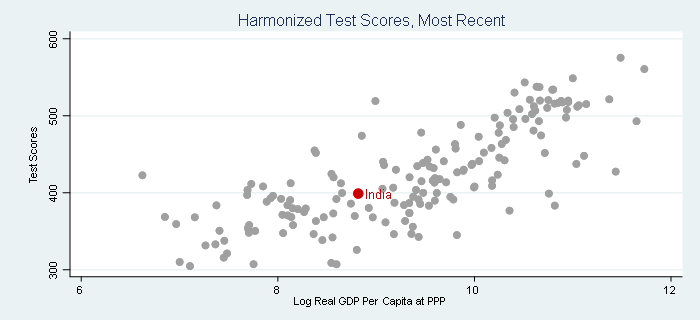 Harmonized Test Scores, Most Recent
600
500
400
300
Test Scores
India
6
8
10
12
Log Real GDP Per Capita at PPP